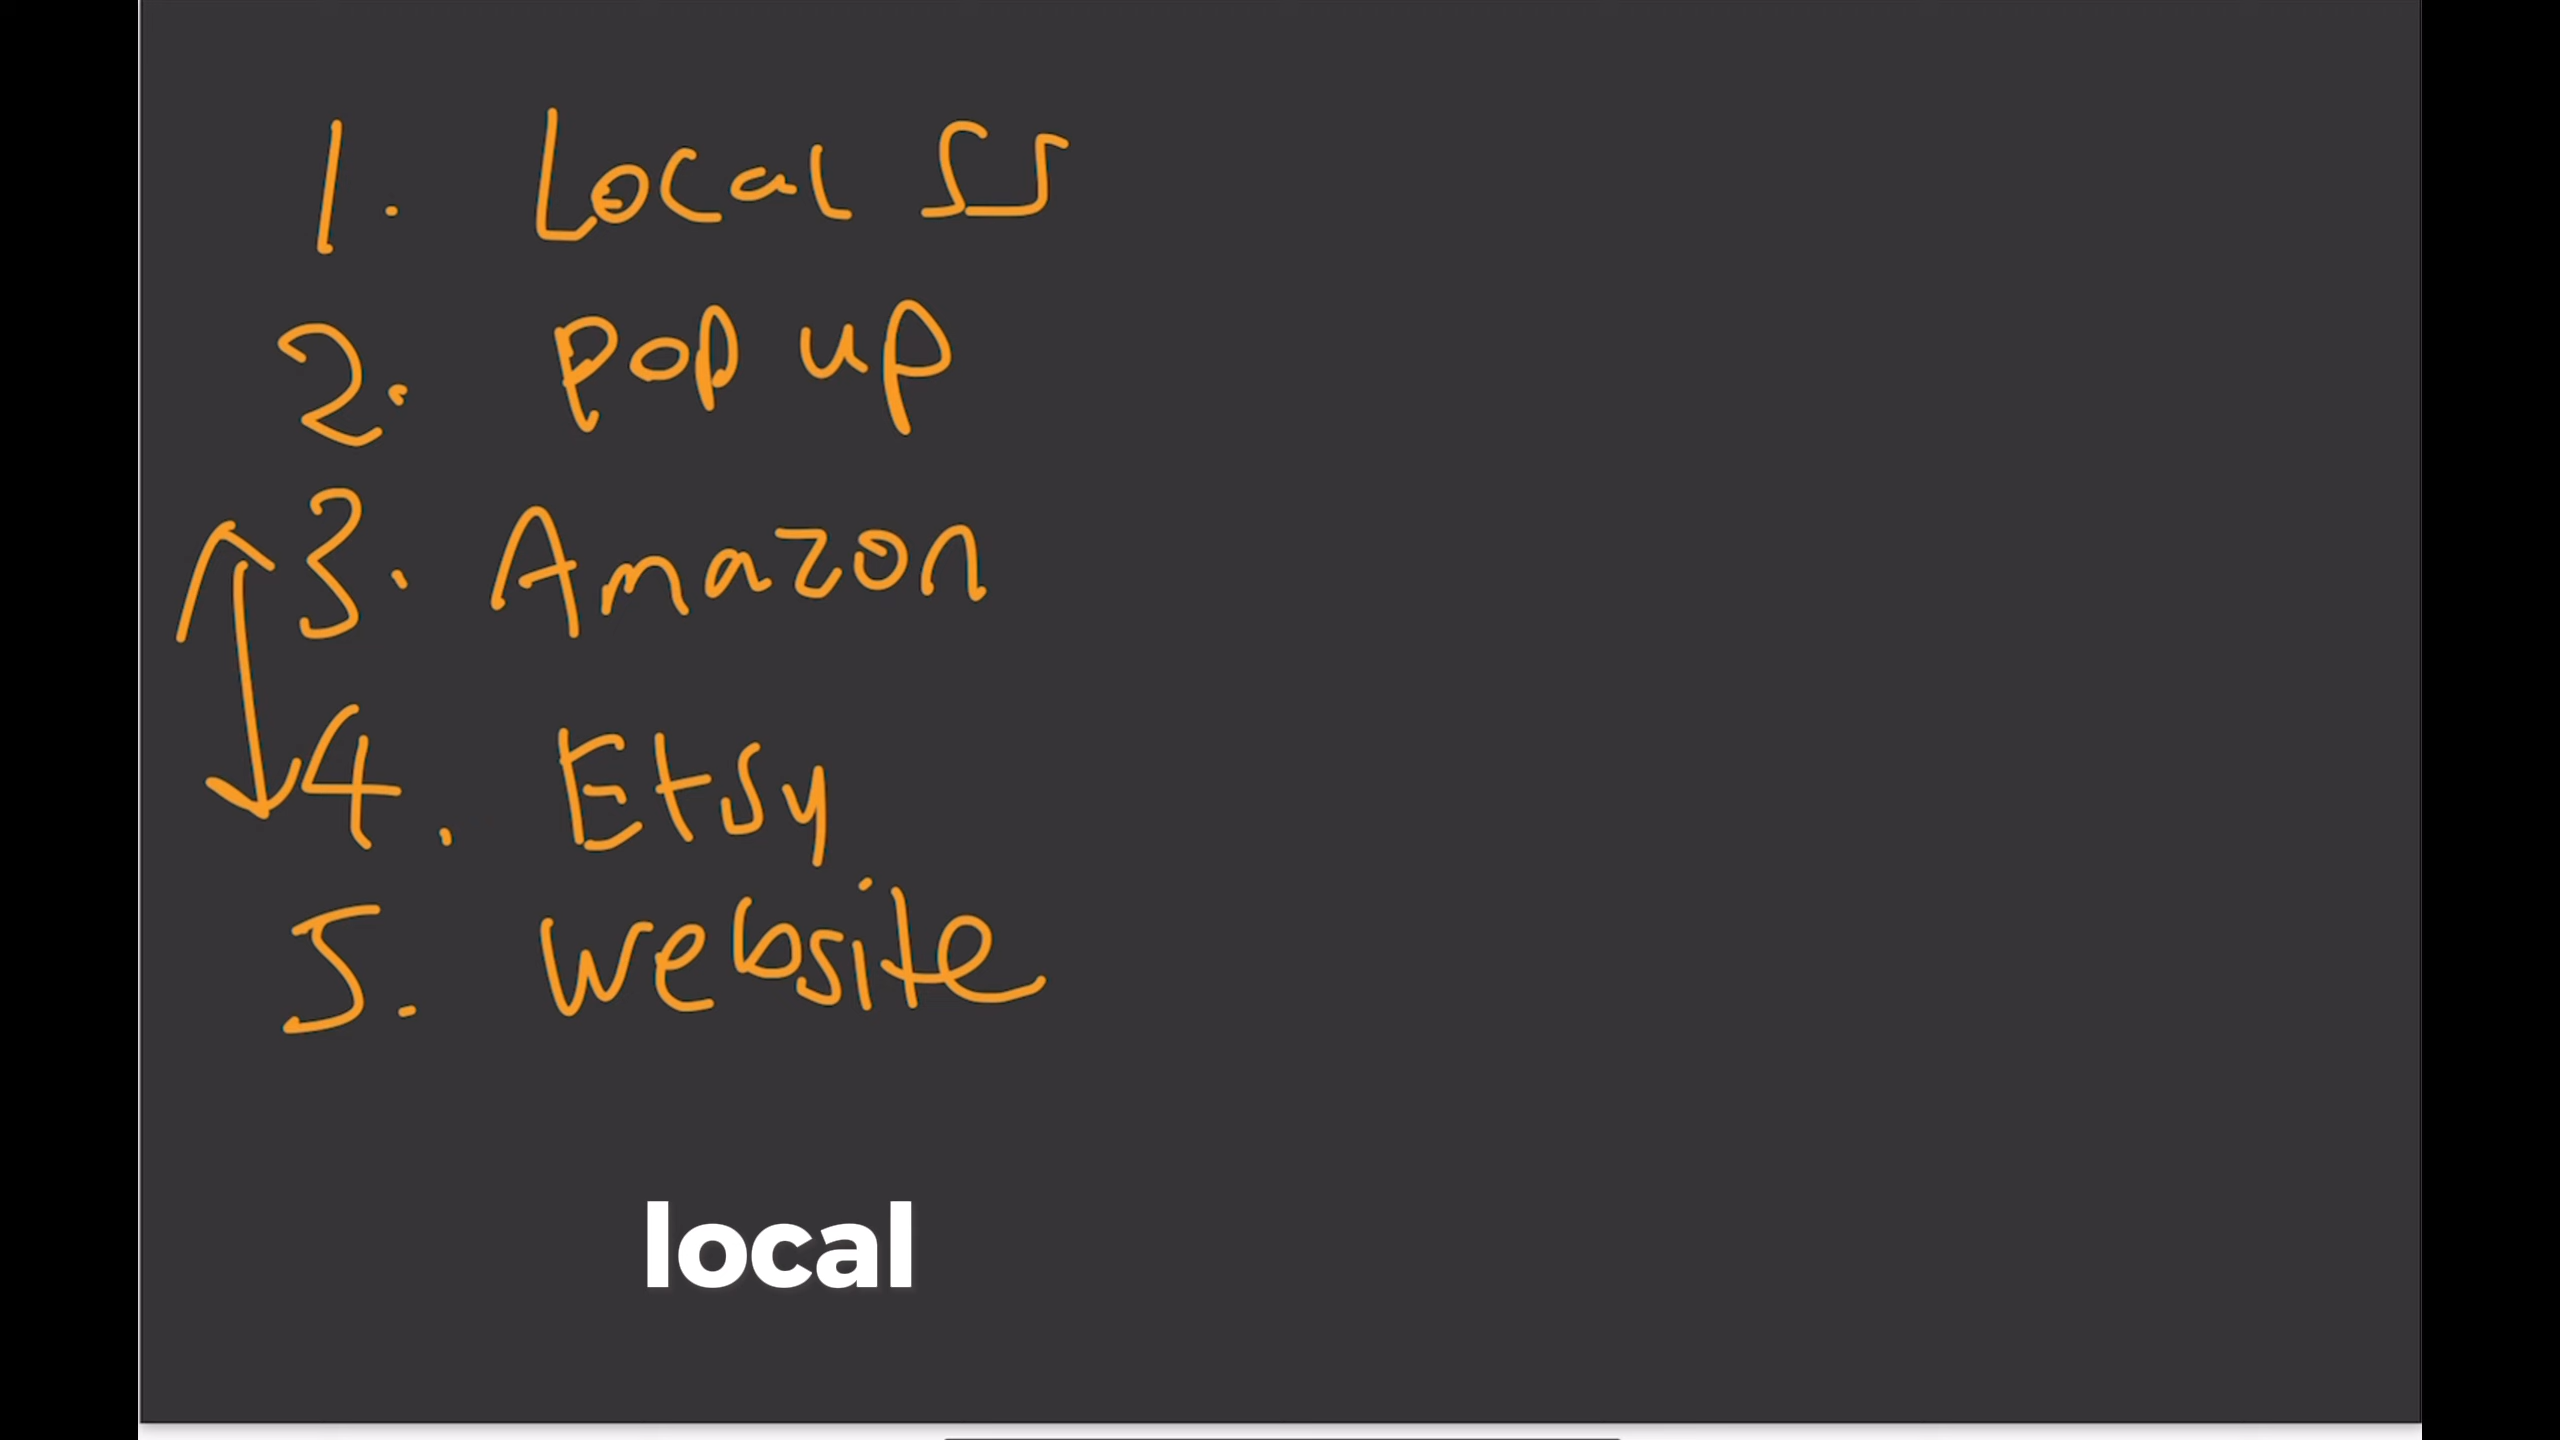 1. Local SS
2. Pop up
3. Amazon
4. Etsy
5. Website
local